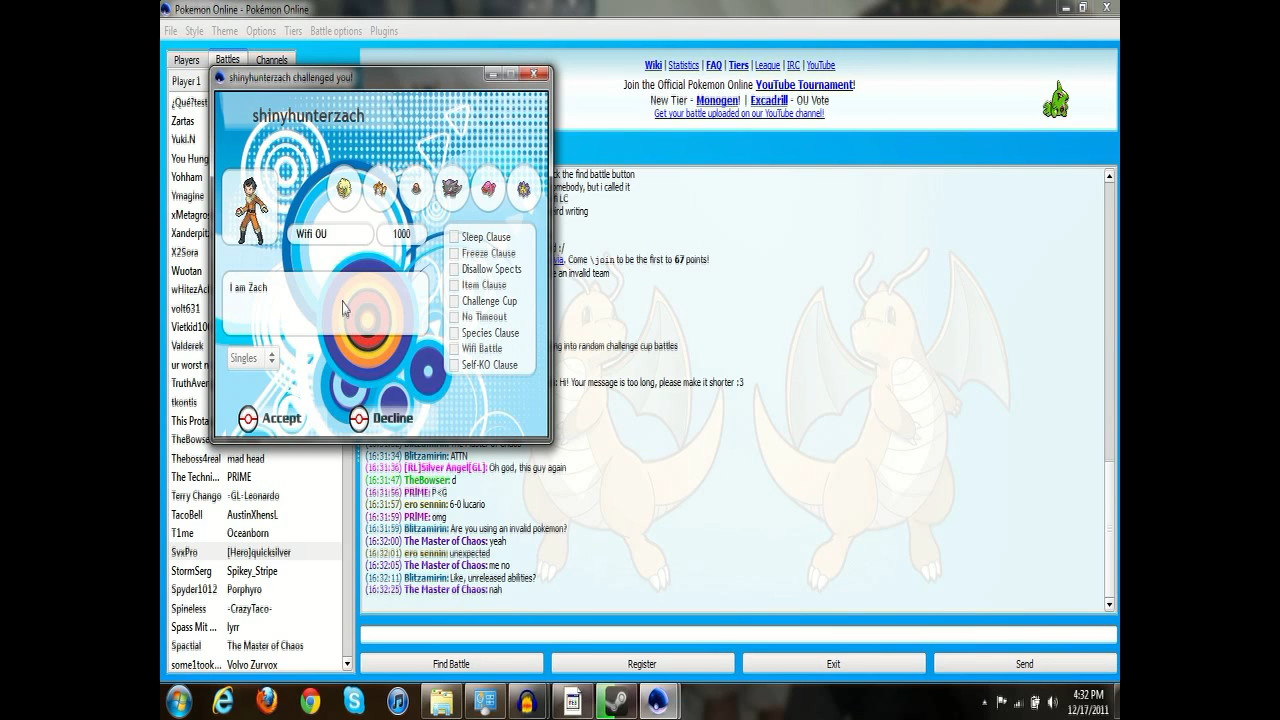 Pokemon Online - Pokémon Online
File Style Theme Options Tiers Battle options Plugins
Players Battles Channels
Player 1
¿Qué?test
Zartas
Yuki.N
You Hung
Yohham
Ymagine
xMetagros
Xanderpit
X2Sora
Wuotan
wHitezAc
volt631
Vietkid10
Valderek
ur worst n
TruthAver
tkontis
This Prota
TheBowse
Theboss4real mad head
The Techni... PRIME
Terry Chango -GL-Leonardo
TacoBell AustinXhensL
T1me Oceanborn
SvxPro [Hero]quicksilver
StormSerg Spikey_Stripe
Spyder1012 Porphyro
Spineless -CrazyTaco-
Spass Mit ... lyrr
Spactial The Master of Chaos
some1took... Volvo Zurvox
shinyhunterzach challenged you!
shinyhunterzach
Wifi OU 1000
I am Zach
Singles
Sleep Clause
Freeze Clause
Disallow Spects
Item Clause
Challenge Cup
No Timeout
Species Clause
Wifi Battle
Self-KO Clause
Accept Decline
Wiki | Statistics | FAQ | Tiers | League | IRC | YouTube
Join the Official Pokemon Online YouTube Tournament!
New Tier - Monogen! | Excadrill - OU Vote
Get your battle uploaded on our YouTube channel!
ck the find battle button
omebody, but i called it
fi LC
erd writing
d :/
via. Come \join to be the first to 67 points!
e an invalid team
ing into random challenge cup battles
: Hi! Your message is too long, please make it shorter :3
(16:31:34) Blitzamirin: ATTN
(16:31:36) [RL]Silver Angel[GL]: Oh god, this guy again
(16:31:47) TheBowser: d
(16:31:56) PRIME: P<G
(16:31:57) ero sennin: 6-0 lucario
(16:31:59) PRIME: omg
(16:31:59) Blitzamirin: Are you using an invalid pokemon?
(16:32:00) The Master of Chaos: yeah
(16:32:01) ero sennin: unexpected
(16:32:05) The Master of Chaos: me no
(16:32:11) Blitzamirin: Like, unreleased abilities?
(16:32:25) The Master of Chaos: nah
Find Battle Register Exit Send
4:32 PM
12/17/2011